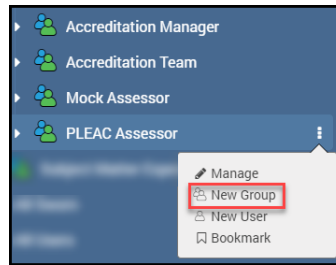 Accreditation Manager
Accreditation Team
Mock Assessor
PLEAC Assessor
Manage
New Group
New User
Bookmark